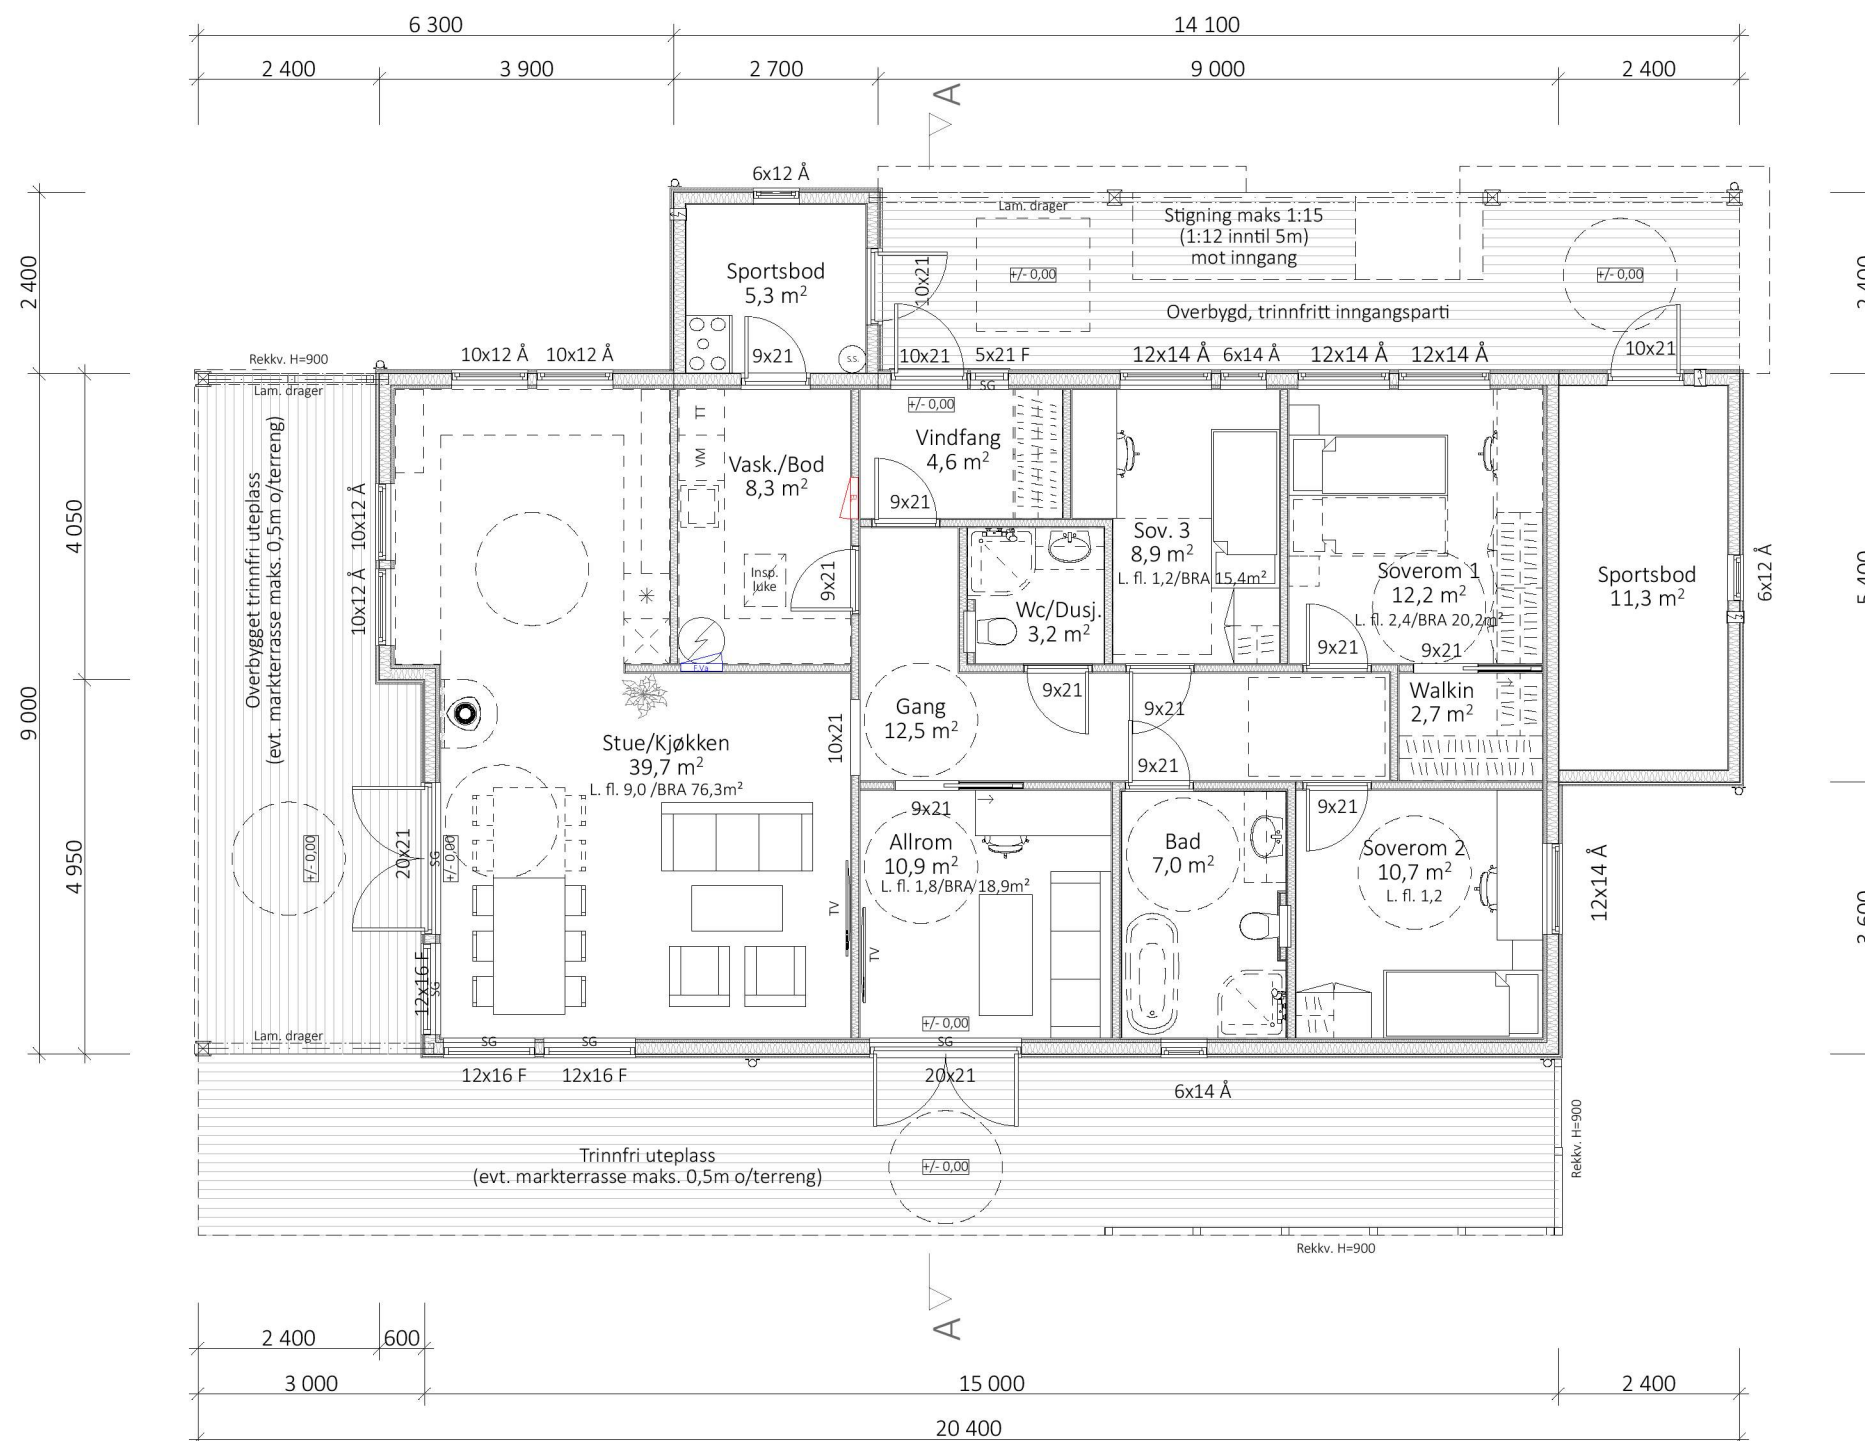 6 300
14 100
2 400
3 900
2 700
9 000
2 400
A
6x12 Å
2 400
Sportsbod
5,3 m²
10x21
Lam. drager
+/- 0,00
Stigning maks 1:15
(1:12 inntil 5m)
mot inngang
+/- 0,00
Overbygd, trinnfritt inngangsparti
Rekkv. H=900
10x12 Å
10x12 Å
9x21
S.S.
10x21
5x21 F
12x14 Å
6x14 Å
12x14 Å
12x14 Å
10x21
SG
Lam. drager
+/- 0,00
TT
VM
Vask./Bod
8,3 m²
Vindfang
4,6 m²
9x21
Overbygget trinnfri uteplass
(evt. markterrasse maks. 0,5m o/terreng)
10x12 Å
10x12 Å
4 050
9 000
4 950
Insp.
luke
9x21
Sov. 3
8,9 m²
L. fl. 1,2/BRA 15,4m²
Wc/Dusj.
3,2 m²
Soverom 1
12,2 m²
L. fl. 2,4/BRA 20,2m²
9x21
9x21
Sportsbod
11,3 m²
6x12 Å
F.Va
9x21
9x21
9x21
Walkin
2,7 m²
Gang
12,5 m²
10x21
Stue/Kjøkken
39,7 m²
L. fl. 9,0 /BRA 76,3m²
9x21
9x21
+/- 0,00
20x21
SG
+/- 0,00
Allrom
10,9 m²
L. fl. 1,8/BRA 18,9m²
Bad
7,0 m²
Soverom 2
10,7 m²
L. fl. 1,2
12x14 Å
TV
TV
12x16 F
SG
Lam. drager
+/- 0,00
SG
SG
SG
12x16 F
12x16 F
20x21
6x14 Å
Rekkv. H=900
Trinnfri uteplass
(evt. markterrasse maks. 0,5m o/terreng)
+/- 0,00
Rekkv. H=900
A
2 400
600
3 000
15 000
2 400
20 400